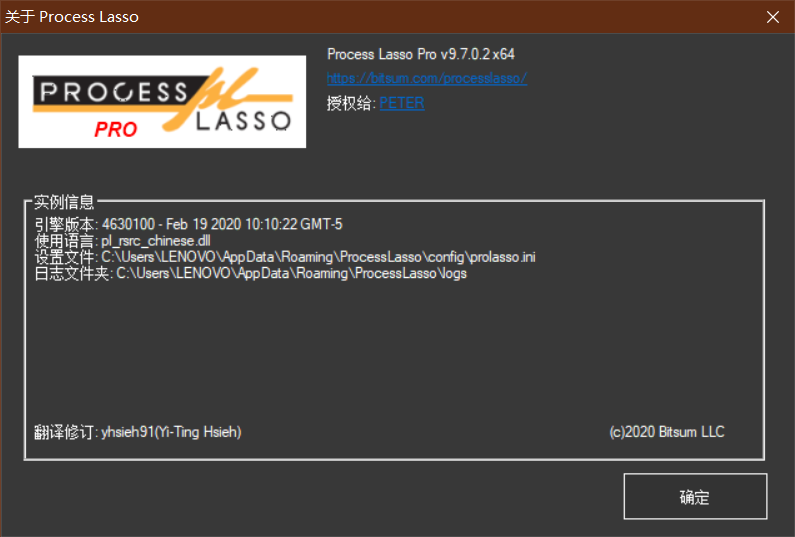 关于 Process Lasso
PROCESS
PL
LASSO
PRO
Process Lasso Pro v9.7.0.2 x64
https://bitsum.com/processlasso/
授权给: PETER
实例信息
引擎版本: 4630100 - Feb 19 2020 10:10:22 GMT-5
使用语言: pl_rsrc_chinese.dll
设置文件: C:\Users\LENOVO\AppData\Roaming\ProcessLasso\config\prolasso.ini
日志文件夹: C:\Users\LENOVO\AppData\Roaming\ProcessLasso\logs
翻译修订: yhsieh91(Yi-Ting Hsieh)
(c)2020 Bitsum LLC
确定